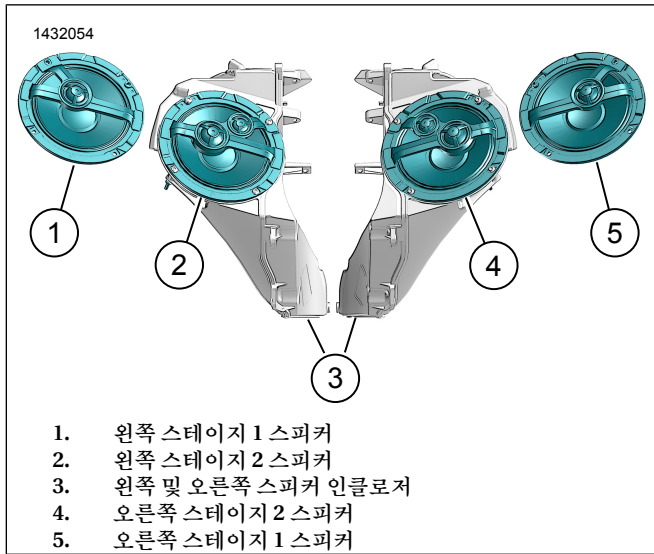 1432054
1
2
3
4
5
1. 왼쪽 스테이지 1 스피커
2. 왼쪽 스테이지 2 스피커
3. 왼쪽 및 오른쪽 스피커 인클로저
4. 오른쪽 스테이지 2 스피커
5. 오른쪽 스테이지 1 스피커